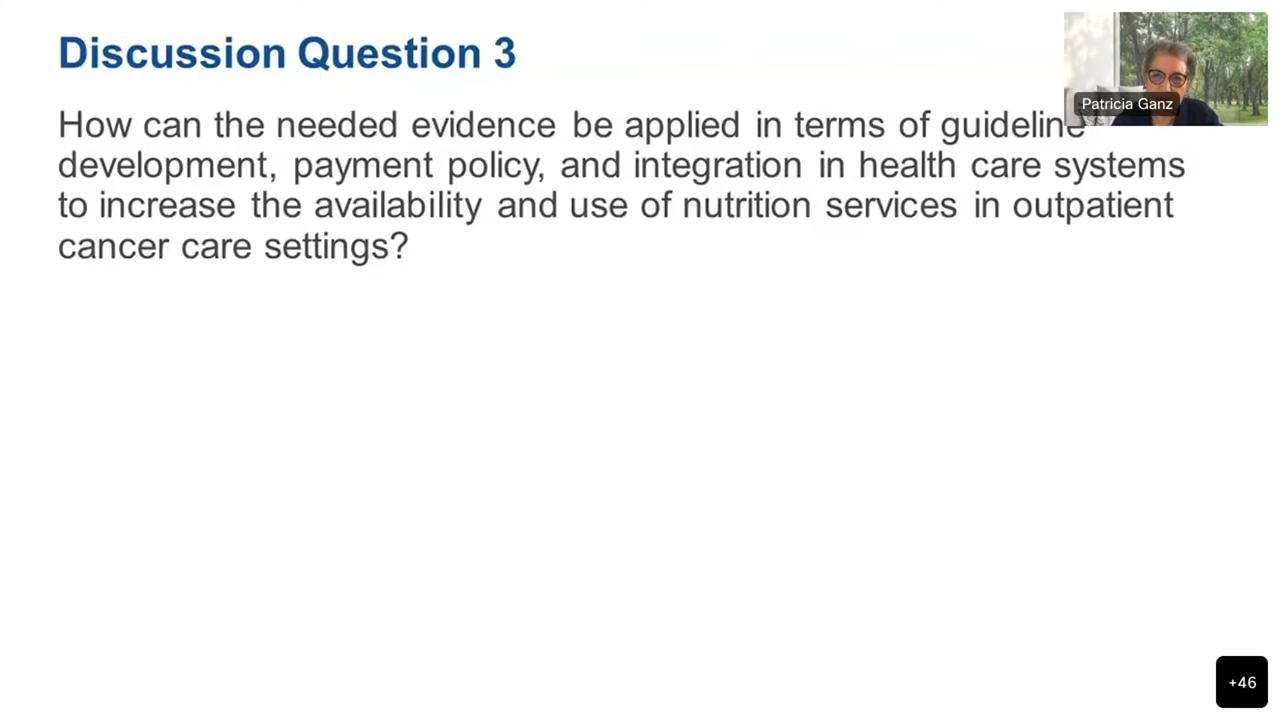 Discussion Question 3
Patricia Ganz
How can the needed evidence be applied in terms of guideline
development, payment policy, and integration in health care systems
to increase the availability and use of nutrition services in outpatient
cancer care settings?
+46